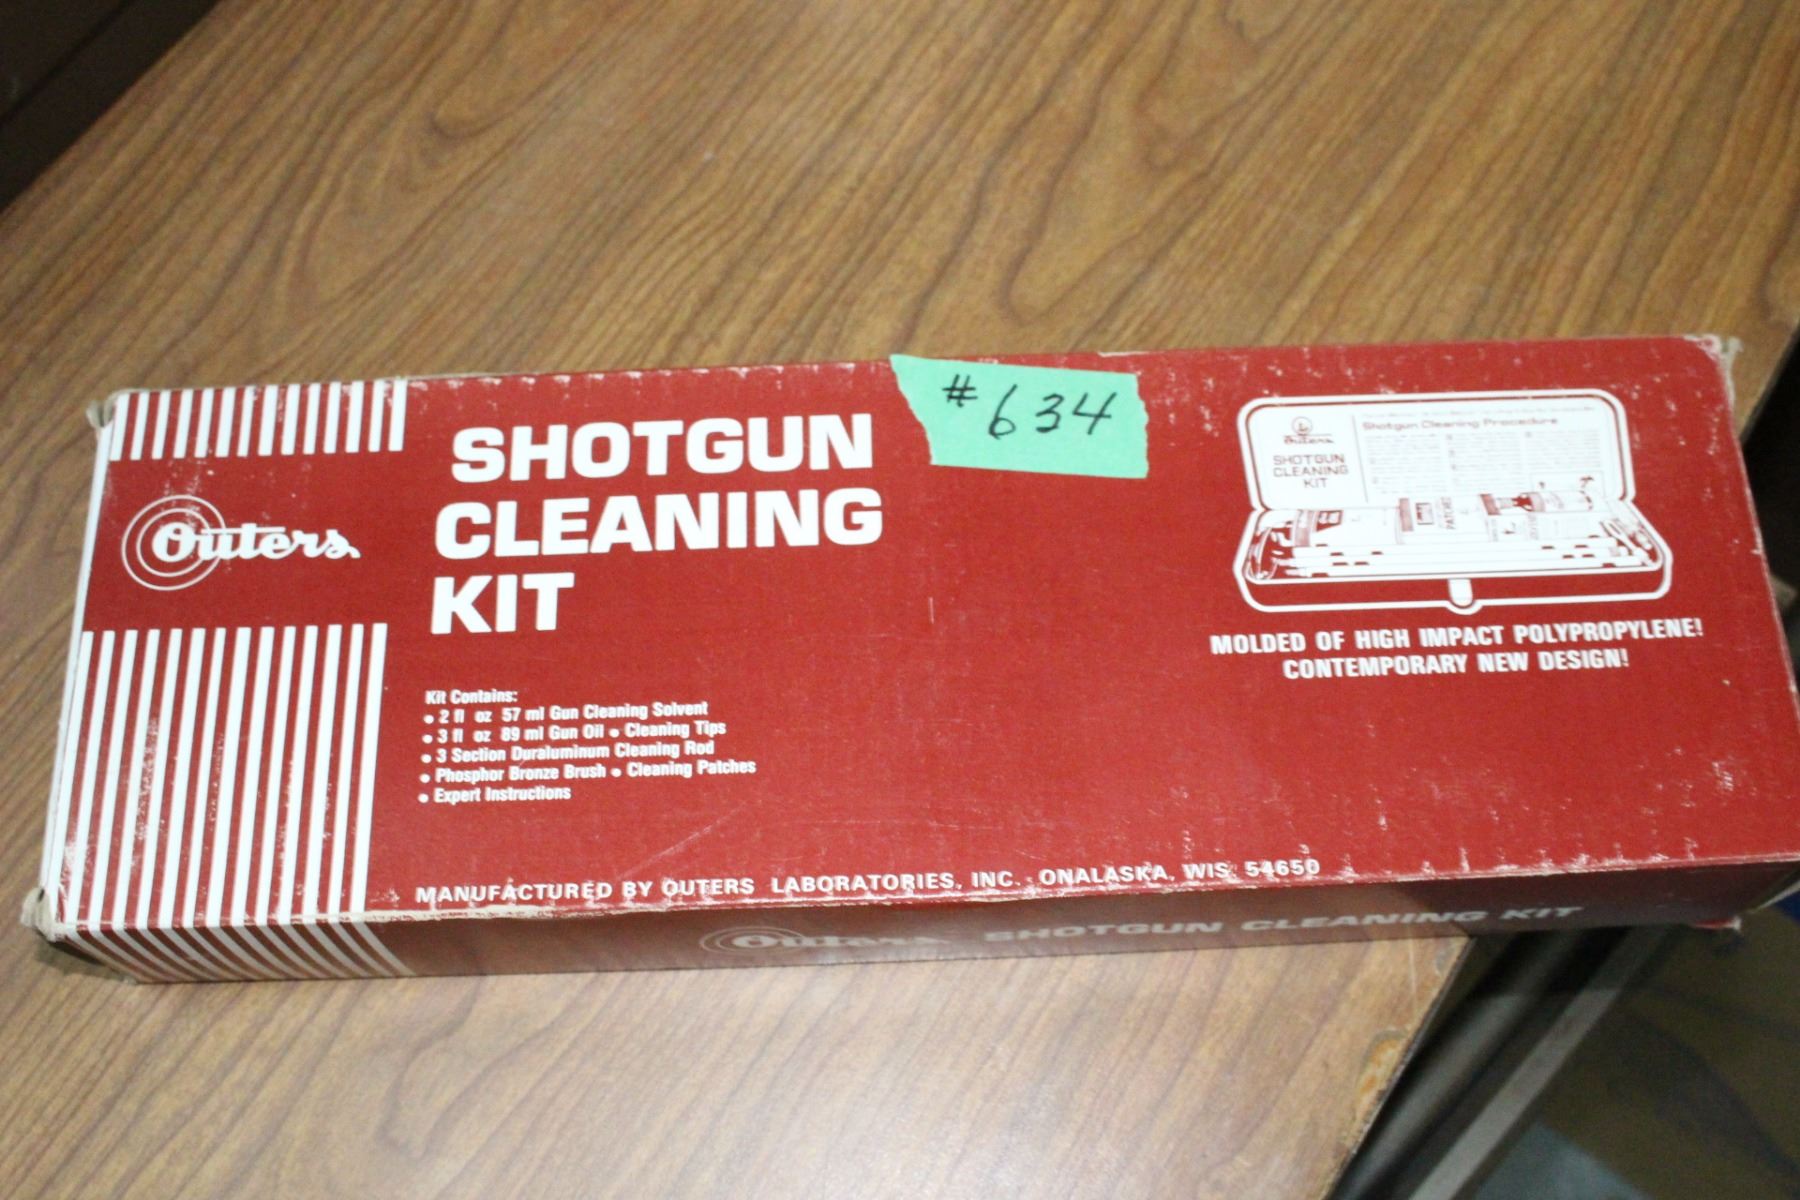 #634
Outers
SHOTGUN
CLEANING
KIT
Kit Contains:
• 2 fl oz 57 ml Gun Cleaning Solvent
• 3 fl oz 89 ml Gun Oil • Cleaning Tips
• 3 Section Duraluminum Cleaning Rod
• Phosphor Bronze Brush • Cleaning Patches
• Expert Instructions
Outers
SHOTGUN
CLEANING
KIT
Shotgun Cleaning Procedure
PATCHES
MOLDED OF HIGH IMPACT POLYPROPYLENE!
CONTEMPORARY NEW DESIGN!
MANUFACTURED BY OUTERS LABORATORIES, INC. ONALASKA, WIS. 54650
Outers SHOTGUN CLEANING KIT